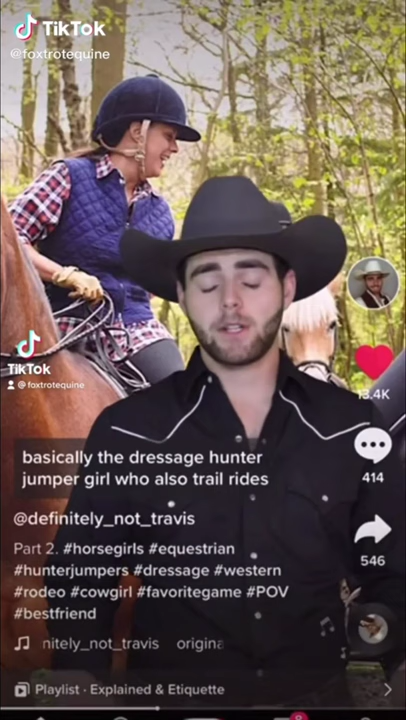 TikTok
@foxtrotequine
TikTok
@foxtrotequine
13.4K
basically the dressage hunter
jumper girl who also trail rides
414
@definitely_not_travis
Part 2. #horsegirls #equestrian
#hunterjumpers #dressage #western
#rodeo #cowgirl #favoritegame #POV
#bestfriend
546
nitely_not_travis origina
Playlist · Explained & Etiquette